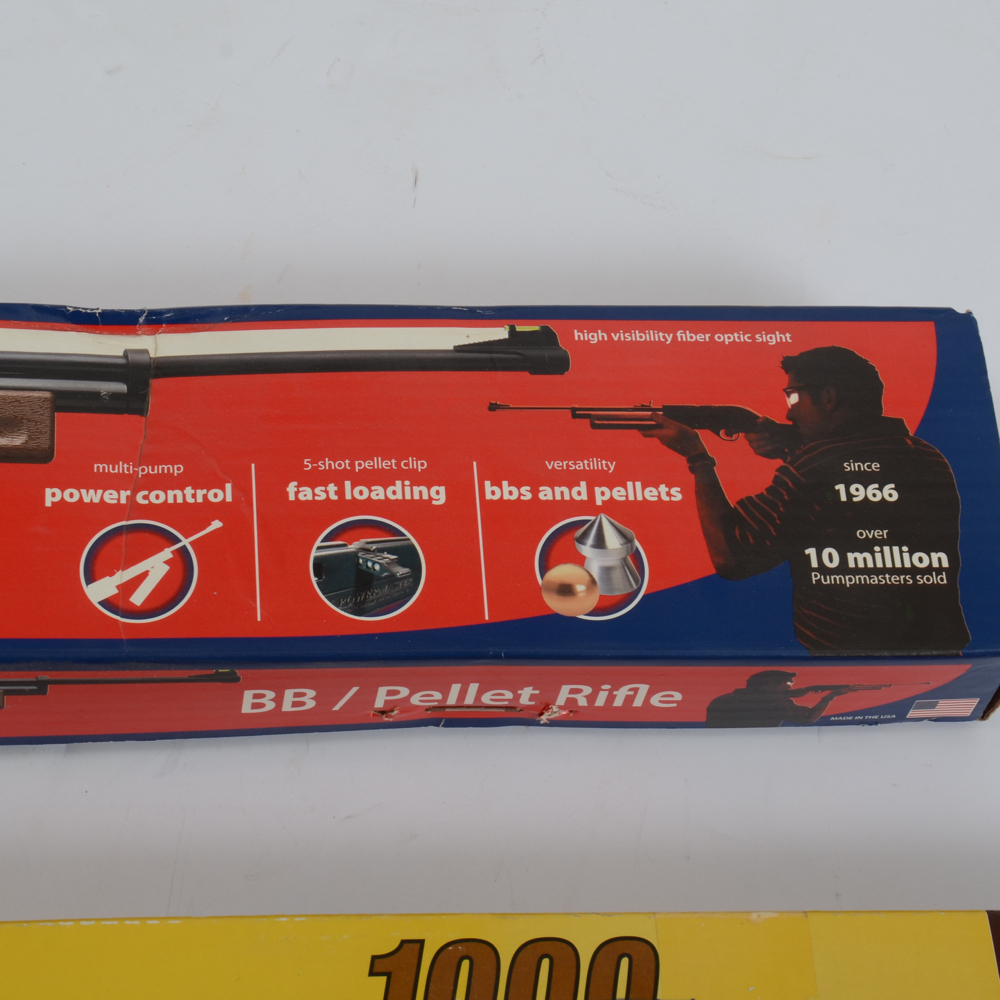 high visibility fiber optic sight
multi-pump
power control
5-shot pellet clip
fast loading
versatility
bbs and pellets
since
1966
over
10 million
Pumpmasters sold
BB / Pellet Rifle
MADE IN THE USA
1000